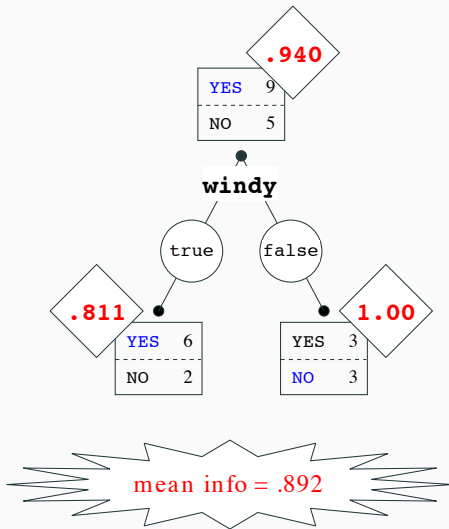 .940
YES 9
NO 5
windy
true false
.811 1.00
YES 6 YES 3
NO 2 NO 3
mean info = .892